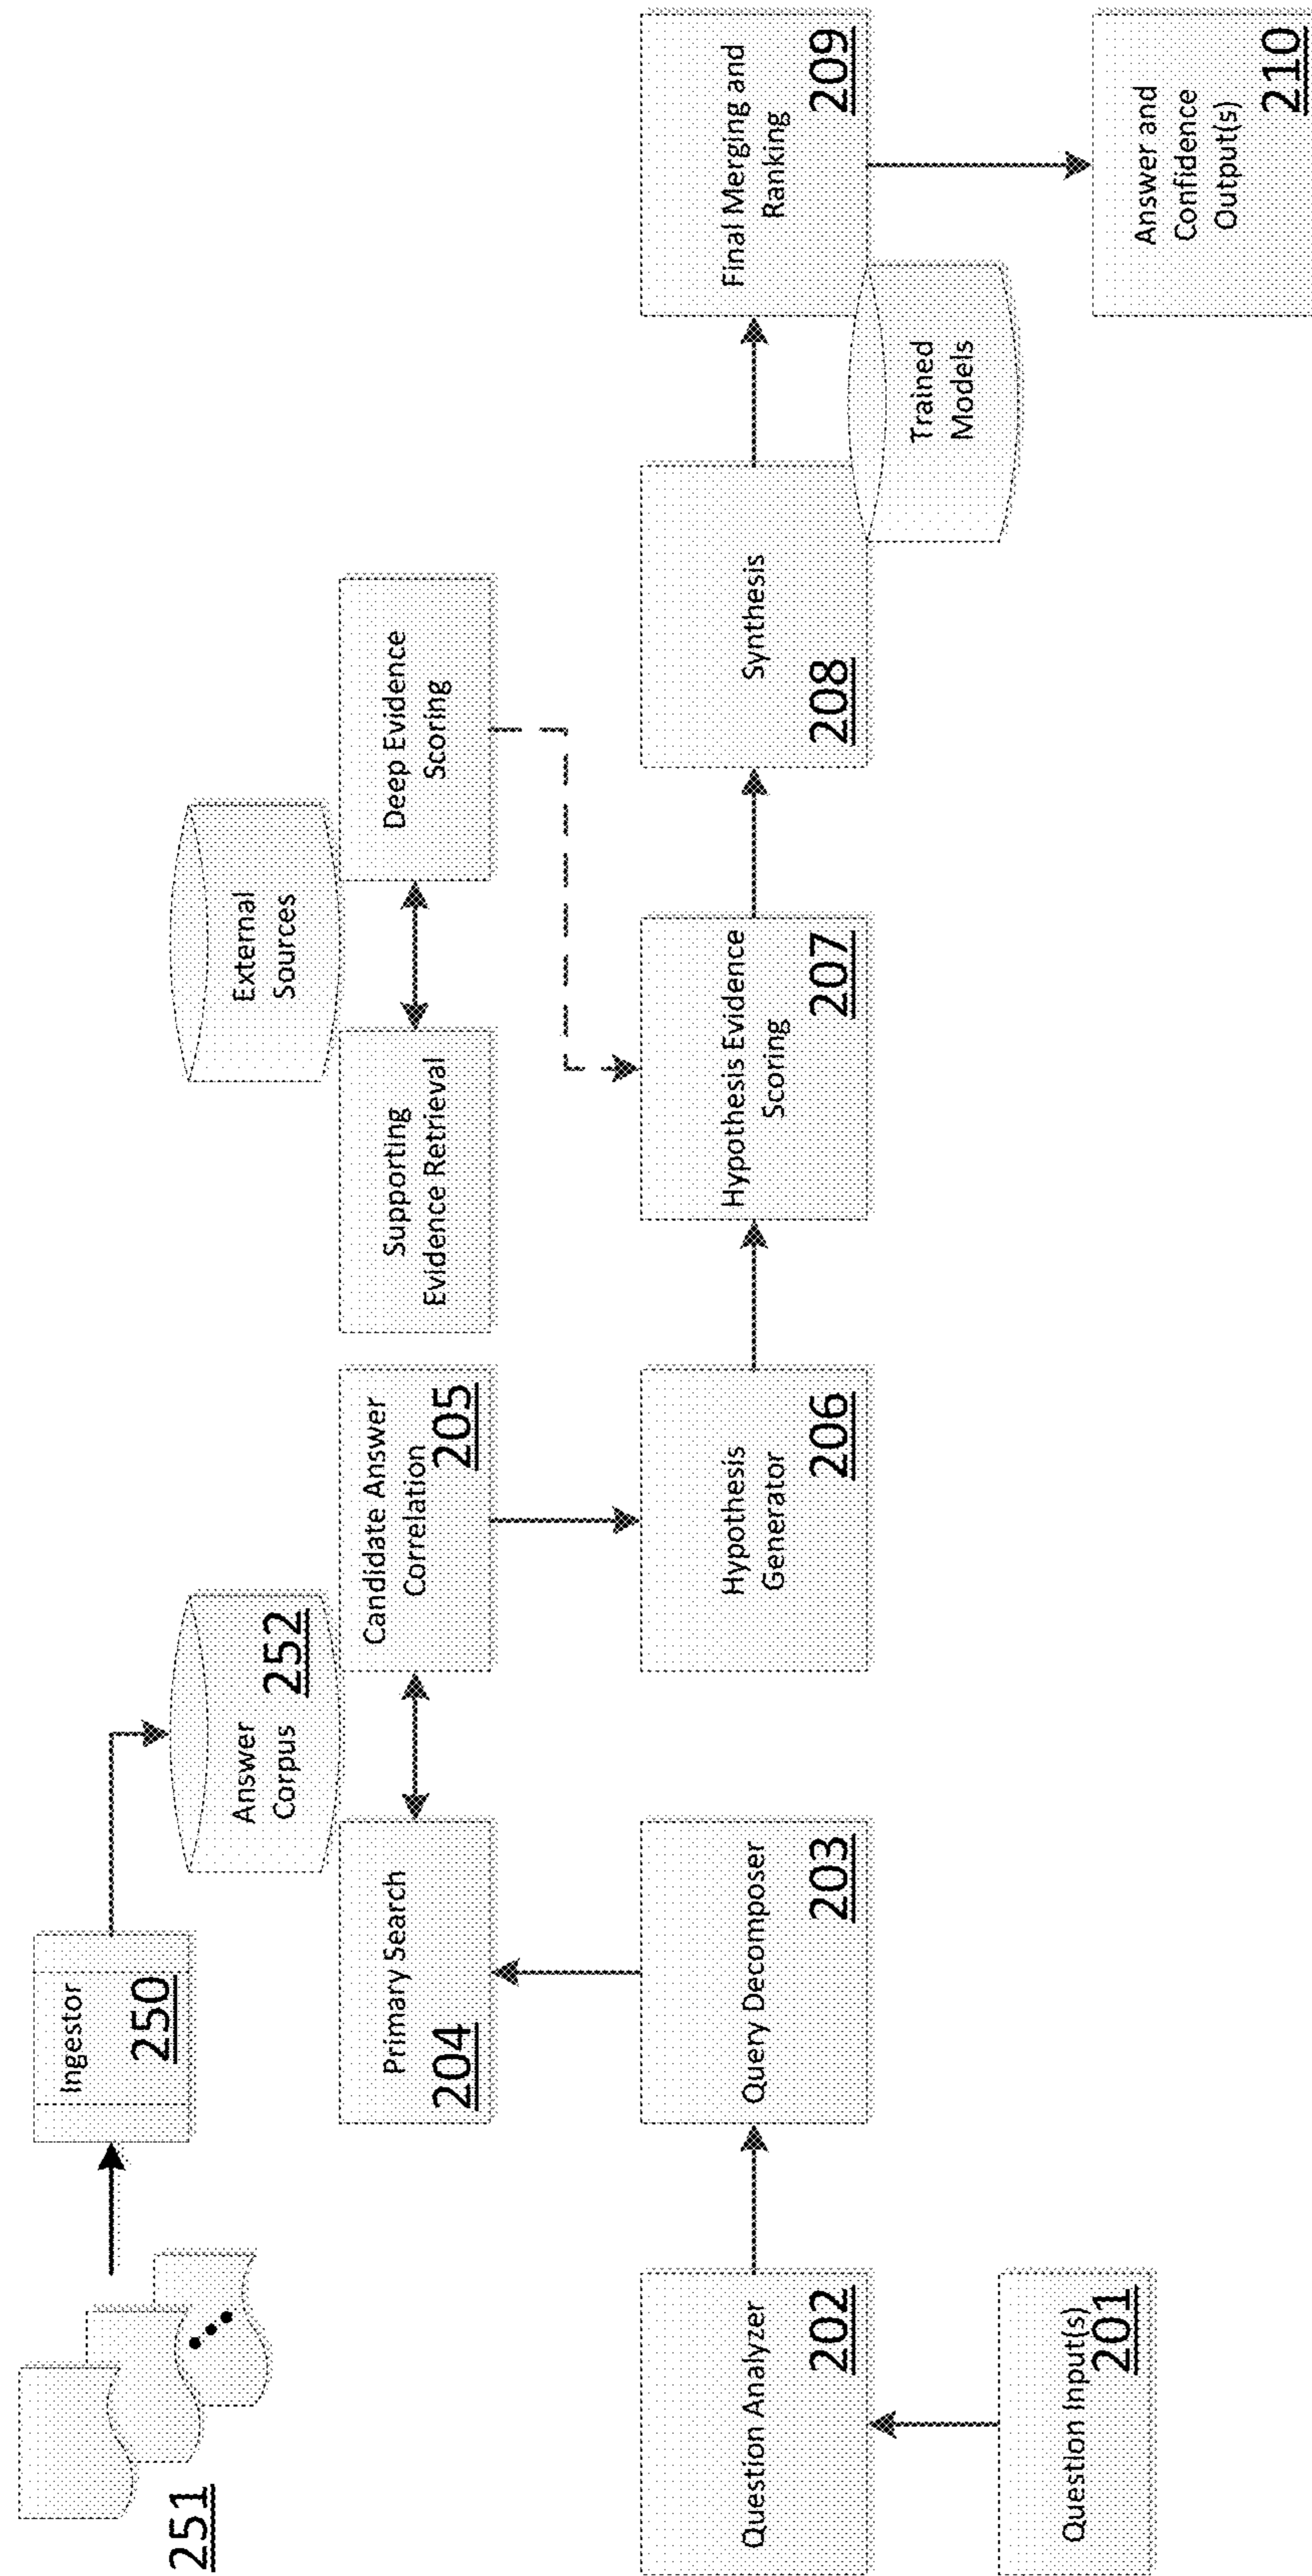 251
Ingestor
250
Answer
Corpus 252
External
Sources
Primary Search
204
Candidate Answer
Correlation
205
Supporting
Evidence Retrieval
Deep Evidence
Scoring
Question Analyzer
202
Query Decomposer
203
Hypothesis
Generator
206
Hypothesis Evidence
Scoring
207
Synthesis
208
Final Merging and
Ranking
209
Trained
Models
Question Input(s)
201
Answer and
Confidence
Output(s)
210